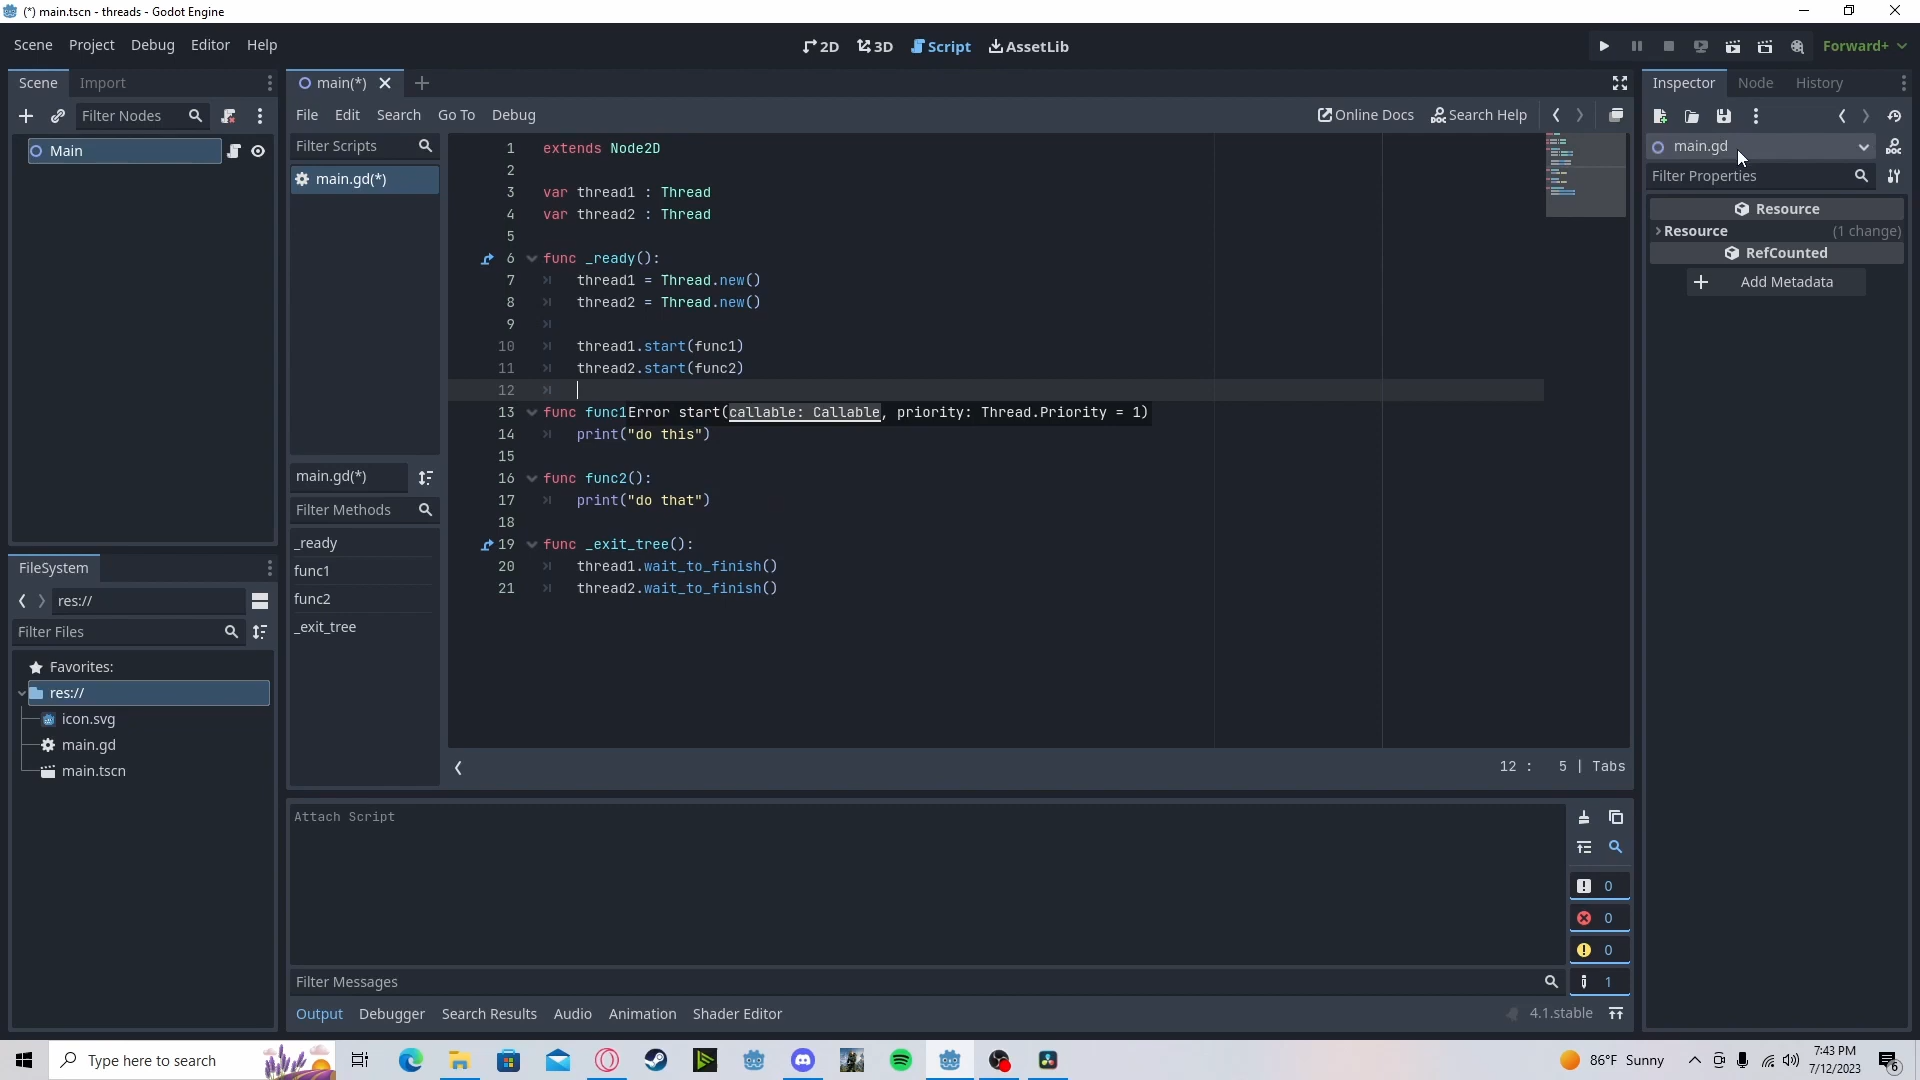 (*) main.tscn - threads - Godot Engine
Scene Project Debug Editor Help
2D 3D Script AssetLib
Forward+
Scene Import
main(*)
Inspector Node History
Filter Nodes
File Edit Search Go To Debug
Online Docs Search Help
Main
Filter Scripts
main.gd(*)
main.gd
Filter Properties
Resource
Resource (1 change)
RefCounted
Add Metadata
1 extends Node2D
2
3 var thread1 : Thread
4 var thread2 : Thread
5
6 func _ready():
7 thread1 = Thread.new()
8 thread2 = Thread.new()
9
10 thread1.start(func1)
11 thread2.start(func2)
12
13 func func1Error start(callable: Callable, priority: Thread.Priority = 1)
14 print("do this")
15
16 func func2():
17 print("do that")
18
19 func _exit_tree():
20 thread1.wait_to_finish()
21 thread2.wait_to_finish()
main.gd(*)
Filter Methods
_ready
func1
func2
_exit_tree
12 : 5 | Tabs
FileSystem
res://
Filter Files
Favorites:
res://
icon.svg
main.gd
main.tscn
Attach Script
0
0
0
1
Filter Messages
Output Debugger Search Results Audio Animation Shader Editor
4.1.stable
Type here to search
86°F Sunny
7:43 PM
7/12/2023
6